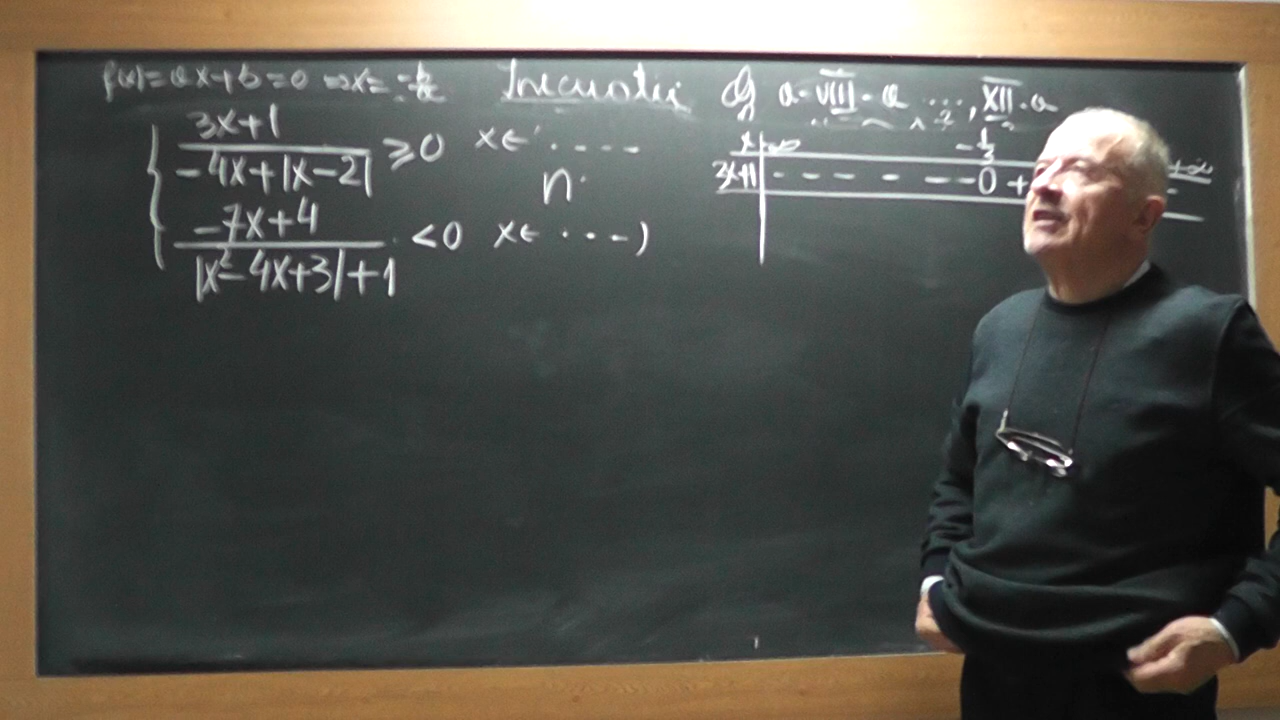 f(x) = ax+b = 0 ⇒ x = -b/a Inecuatii a - VIII - a ...., XII - a
3x+1
-4x+|x-2|
≥0 x∈ .....
n
-7x+4
|x²-4x+3|+1
<0 x∈ ....)
x -∞ -1/3 +∞
3x+1 - - - - - - 0 + -